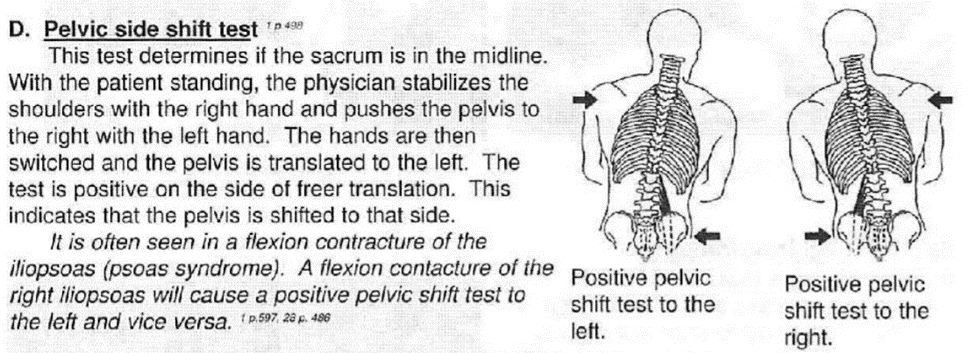 D. Pelvic side shift test 1 p.498
This test determines if the sacrum is in the midline.
With the patient standing, the physician stabilizes the
shoulders with the right hand and pushes the pelvis to
the right with the left hand. The hands are then
switched and the pelvis is translated to the left. The
test is positive on the side of freer translation. This
indicates that the pelvis is shifted to that side.
It is often seen in a flexion contracture of the
iliopsoas (psoas syndrome). A flexion contacture of the
right iliopsoas will cause a positive pelvic shift test to
the left and vice versa. 1 p.597, 28 p. 486
Positive pelvic
shift test to the
left.
Positive pelvic
shift test to the
right.